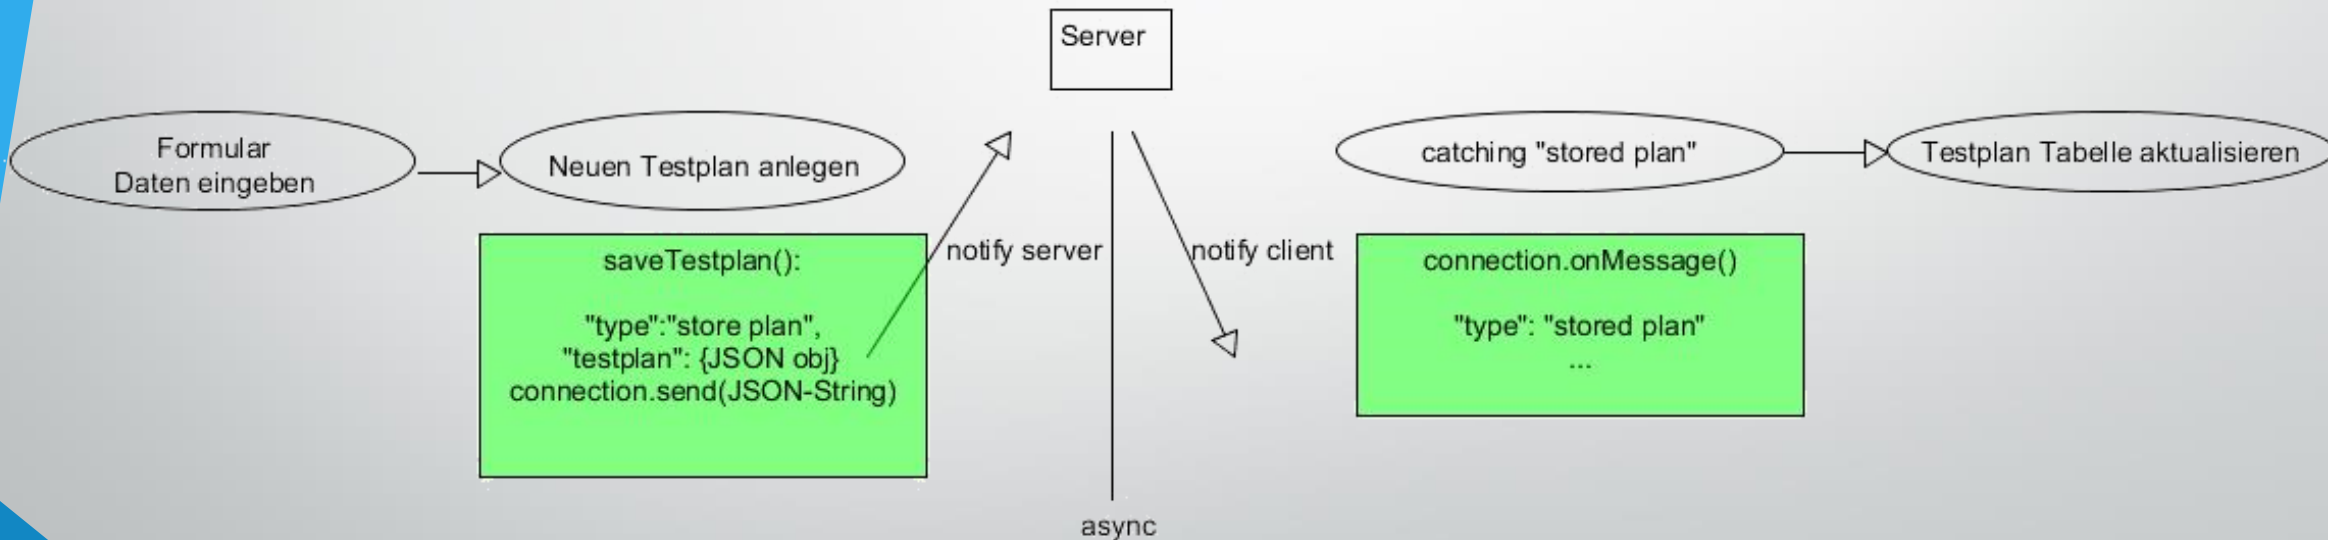 Server
Formular
Daten eingeben
Neuen Testplan anlegen
catching "stored plan"
Testplan Tabelle aktualisieren
saveTestplan():
"type":"store plan",
"testplan": {JSON obj}
connection.send(JSON-String)
notify server
notify client
connection.onMessage()
"type": "stored plan"
...
async